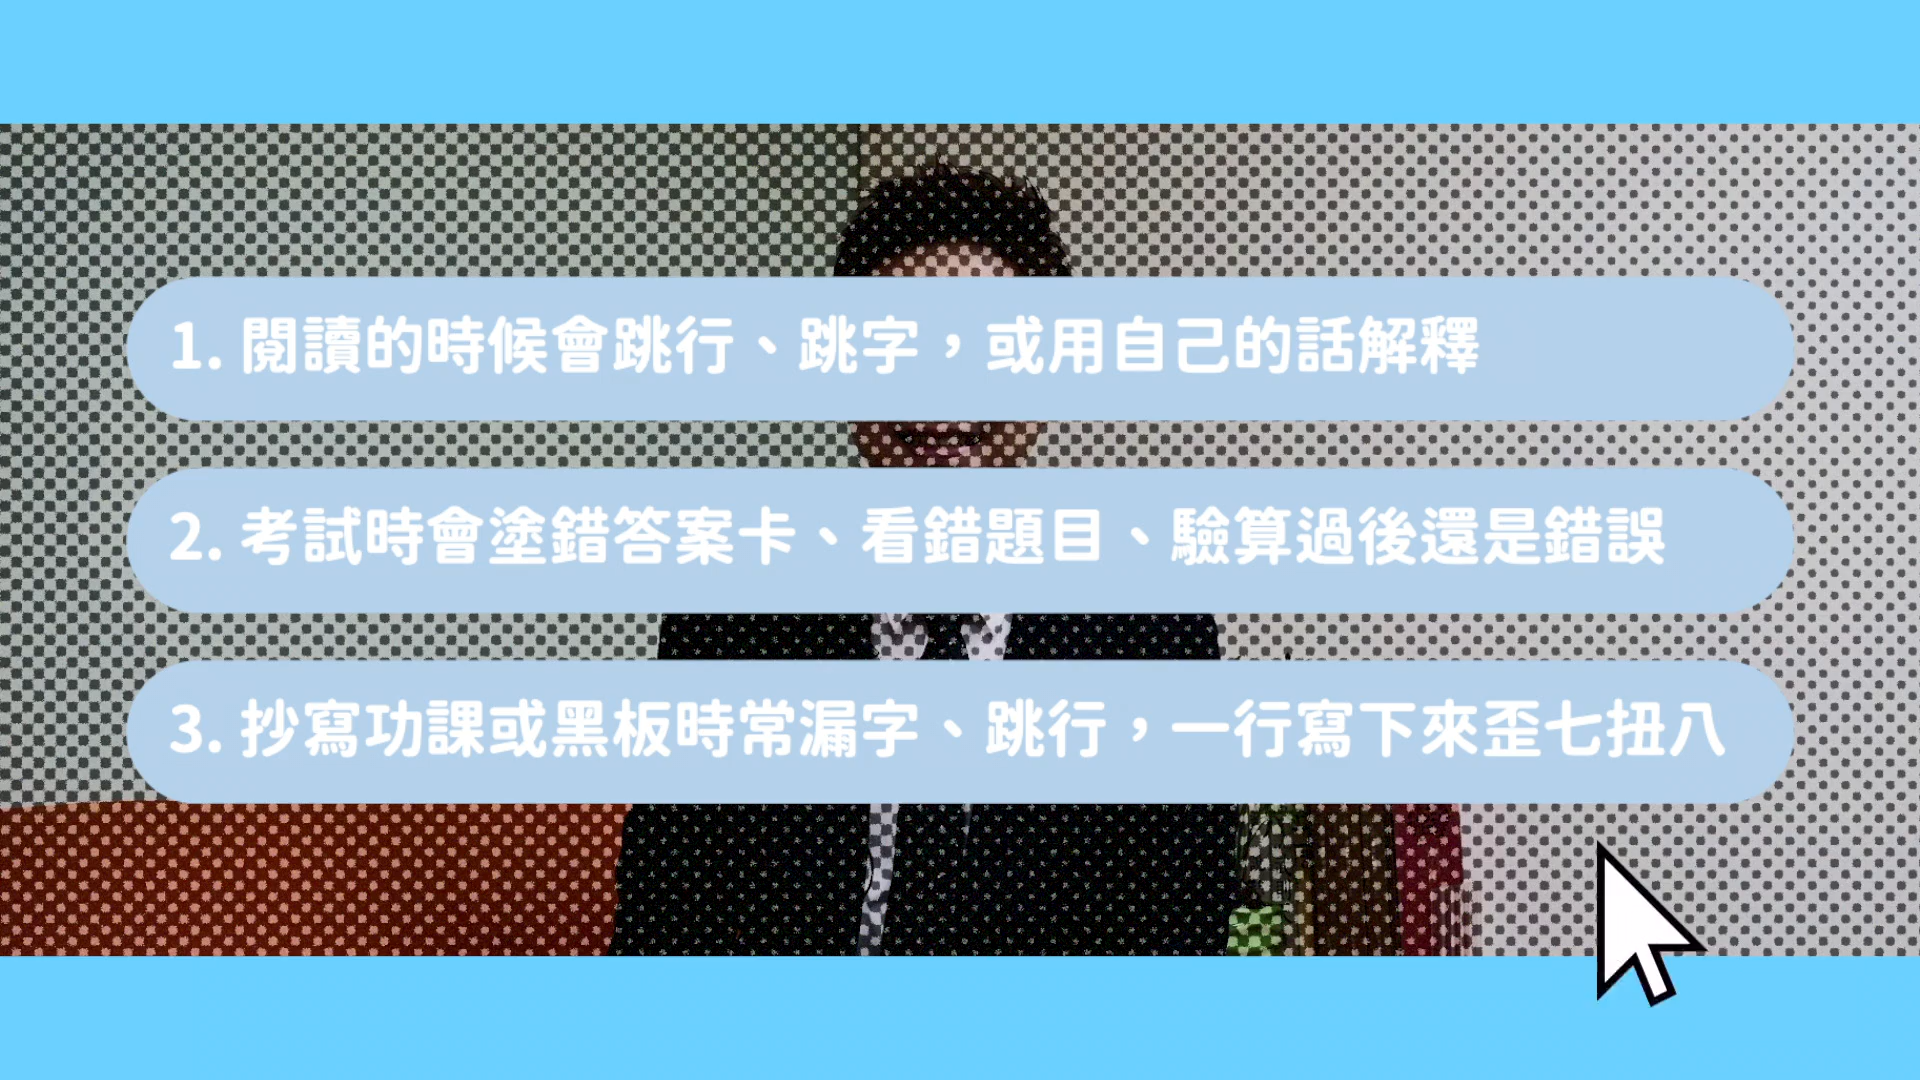 1. 閱讀的時候會跳行、跳字，或用自己的話解釋
2. 考試時會塗錯答案卡、看錯題目、驗算過後還是錯誤
3. 抄寫功課或黑板時常漏字、跳行，一行寫下來歪七扭八